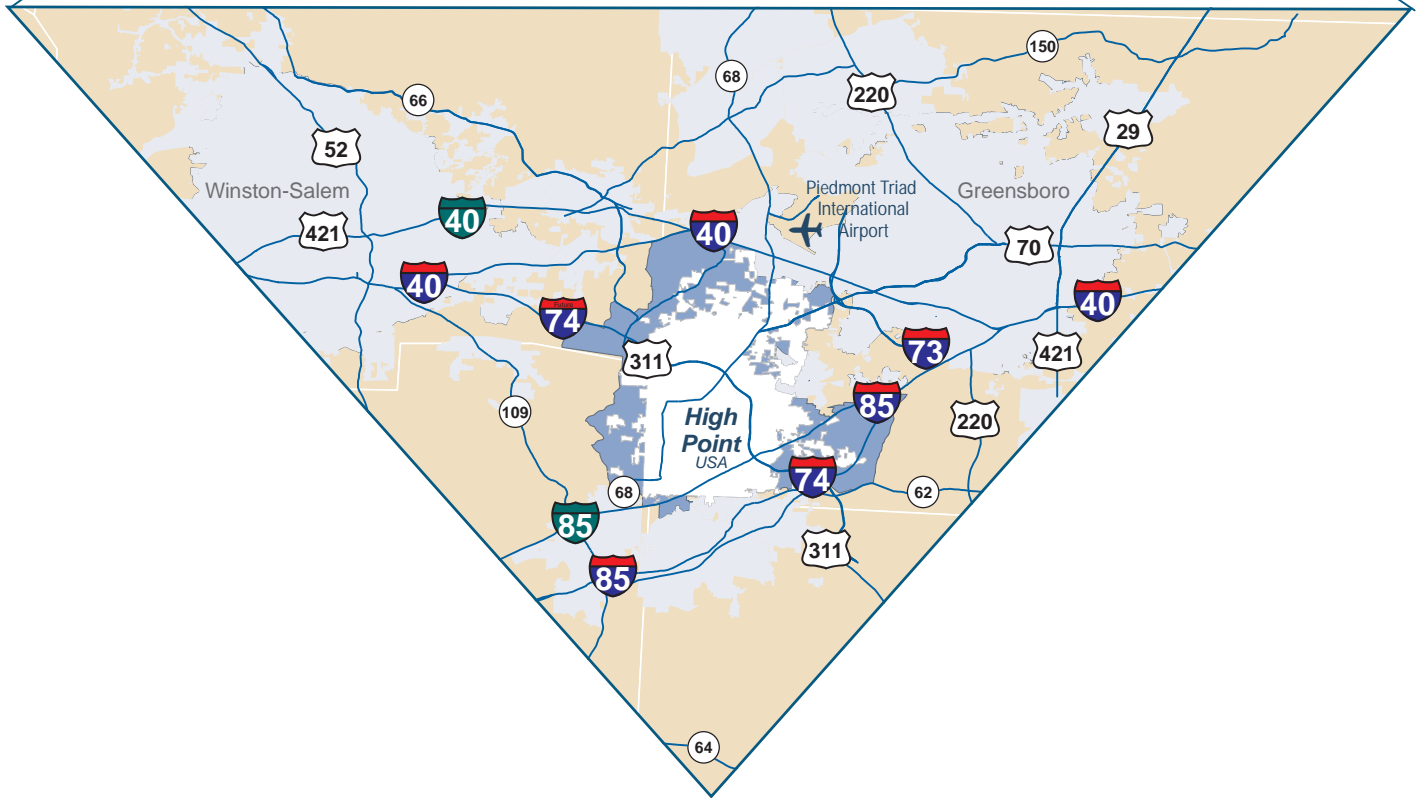 150
68
66
220
29
52
Winston-Salem
Piedmont Triad
International
Airport
Greensboro
40
421
40
70
40
40
Future
74
73
311
421
85
109
High
Point
USA
220
74
68
62
85
311
85
64